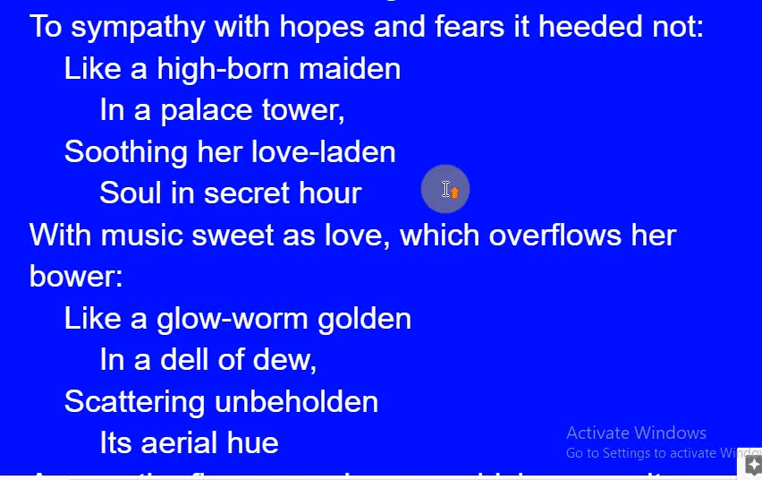 To sympathy with hopes and fears it heeded not:
Like a high-born maiden
In a palace tower,
Soothing her love-laden
Soul in secret hour
With music sweet as love, which overflows her
bower:
Like a glow-worm golden
In a dell of dew,
Scattering unbeholden
Its aerial hue
Activate Windows
Go to Settings to activate Windows